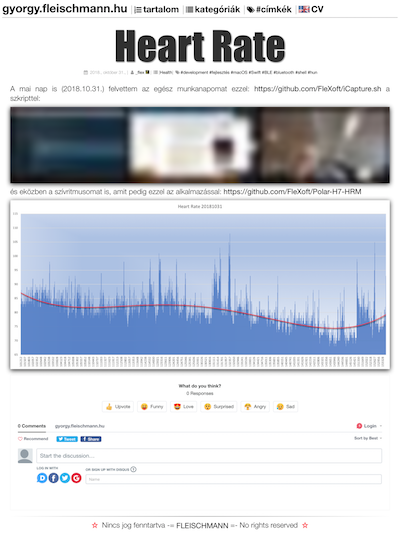 gyorgy.fleischmann.hu tartalom kategóriák #címkék CV
Heart Rate
2018. október 31. | _flex | Health #development #fejlesztés #macOS #Swift #BLE #bluetooth #shell #fun
A mai nap is (2018.10.31.) felvettem az egész munkanapomat ezzel: https://github.com/FleXoft/iCapture.sh a
szkripttel:
és eközben a szívritmusomat is, amit pedig ezzel az alkalmazással: https://github.com/FleXoft/Polar-H7-HRM
Heart Rate 20181031
What do you think?
0 Responses
Upvote Funny Love Surprised Angry Sad
0 Comments gyorgy.fleischmann.hu Login
Recommend Tweet Share Sort by Best
Start the discussion...
LOG IN WITH OR SIGN UP WITH DISQUS ?
Name
Nincs jog fenntartva -= FLEISCHMANN =- No rights reserved